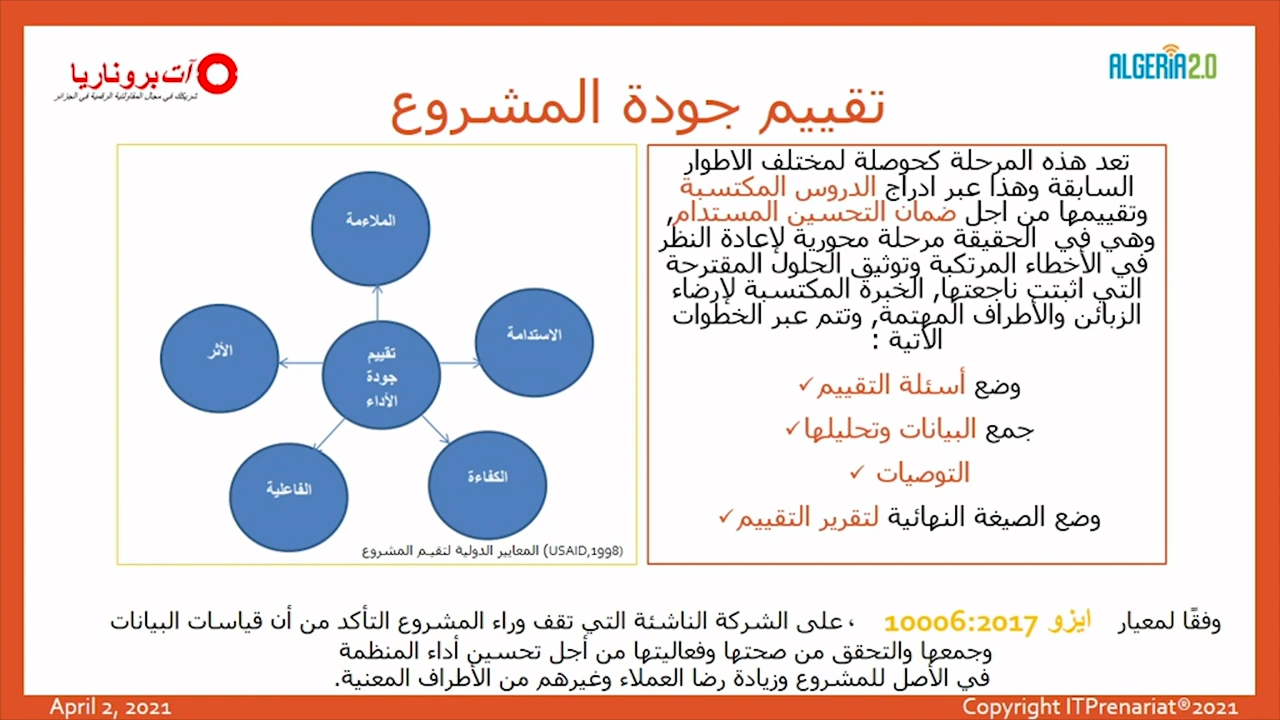 آت بروناريا
شريكك في مجال المقاولاتية الرقمية في الجزائر
ALGERIA 2.0
تقييم جودة المشروع
تعد هذه المرحلة كحوصلة لمختلف الاطوار
السابقة وهذا عبر ادراج الدروس المكتسبة
وتقييمها من اجل ضمان التحسين المستدام,
وهي في الحقيقة مرحلة محورية لإعادة النظر
في الأخطاء المرتكبة وتوثيق الحلول المقترحة
التي اثبتت ناجعتها, الخبرة المكتسبة لإرضاء
الزبائن والأطراف المهتمة, وتتم عبر الخطوات
الآتية :
وضع أسئلة التقييم ✓
جمع البيانات وتحليلها ✓
التوصيات ✓
وضع الصيغة النهائية لتقرير التقييم ✓
الملاءمة
الاستدامة
الأثر
تقييم
جودة
الأداء
الكفاءة
الفاعلية
المعايير الدولية لتقيم المشروع (USAID,1998)
وفقًا لمعيار ايزو 10006:2017 ، على الشركة الناشئة التي تقف وراء المشروع التأكد من أن قياسات البيانات
وجمعها والتحقق من صحتها وفعاليتها من أجل تحسين أداء المنظمة
في الأصل للمشروع وزيادة رضا العملاء وغيرهم من الأطراف المعنية.
April 2, 2021
Copyright ITPrenariat®2021